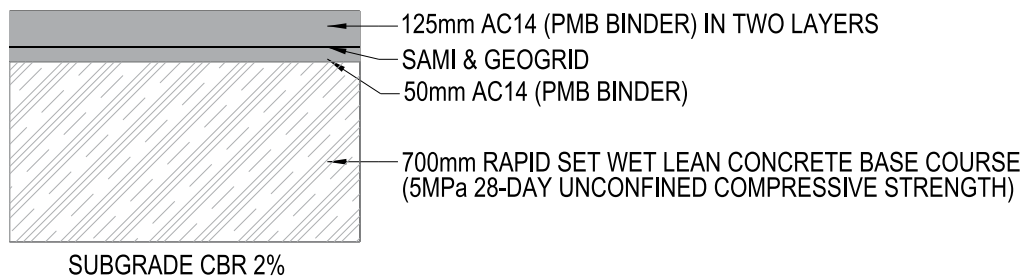 125mm AC14 (PMB BINDER) IN TWO LAYERS
SAMI & GEOGRID
50mm AC14 (PMB BINDER)
700mm RAPID SET WET LEAN CONCRETE BASE COURSE
(5MPa 28-DAY UNCONFINED COMPRESSIVE STRENGTH)
SUBGRADE CBR 2%